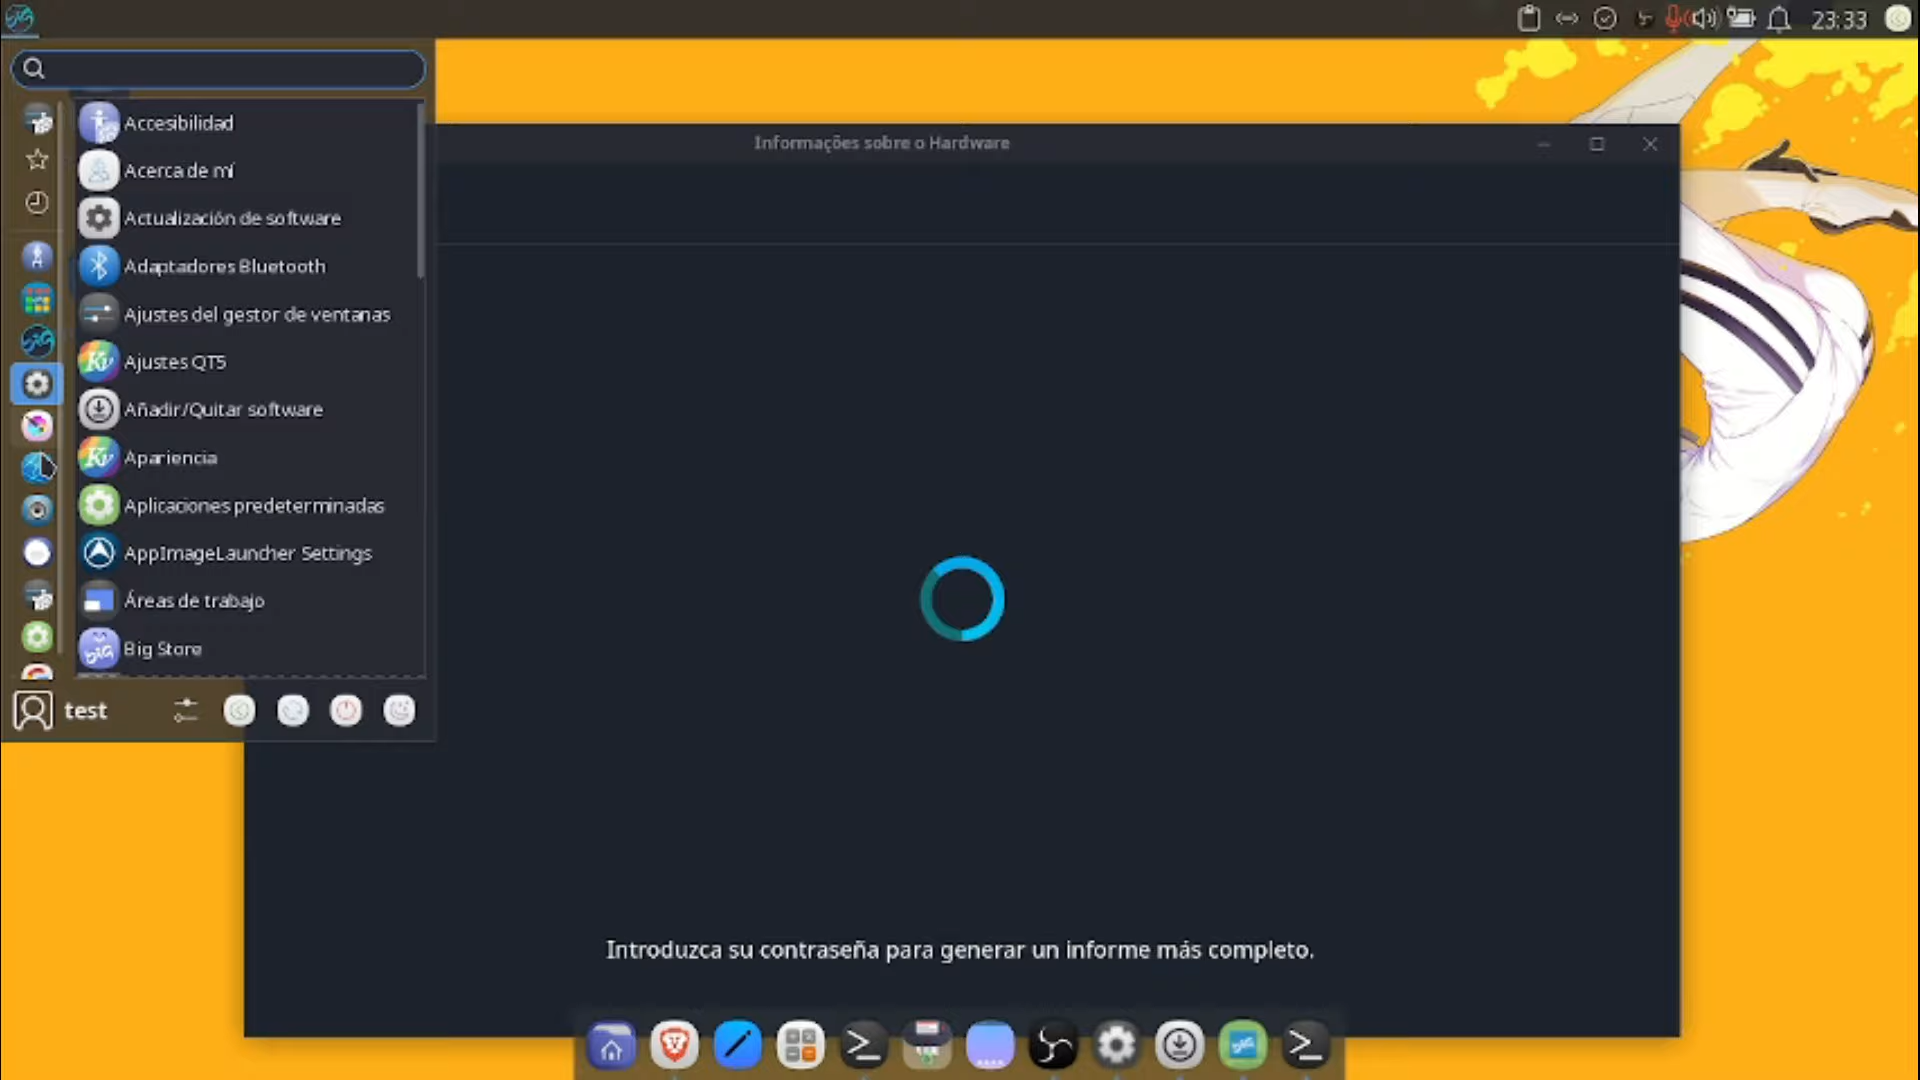 23:33
Informações sobre o Hardware
Accesibilidad
Acerca de mí
Actualización de software
Adaptadores Bluetooth
Ajustes del gestor de ventanas
Ajustes QT5
Añadir/Quitar software
Apariencia
Aplicaciones predeterminadas
AppImageLauncher Settings
Áreas de trabajo
Big Store
test
Introduzca su contraseña para generar un informe más completo.